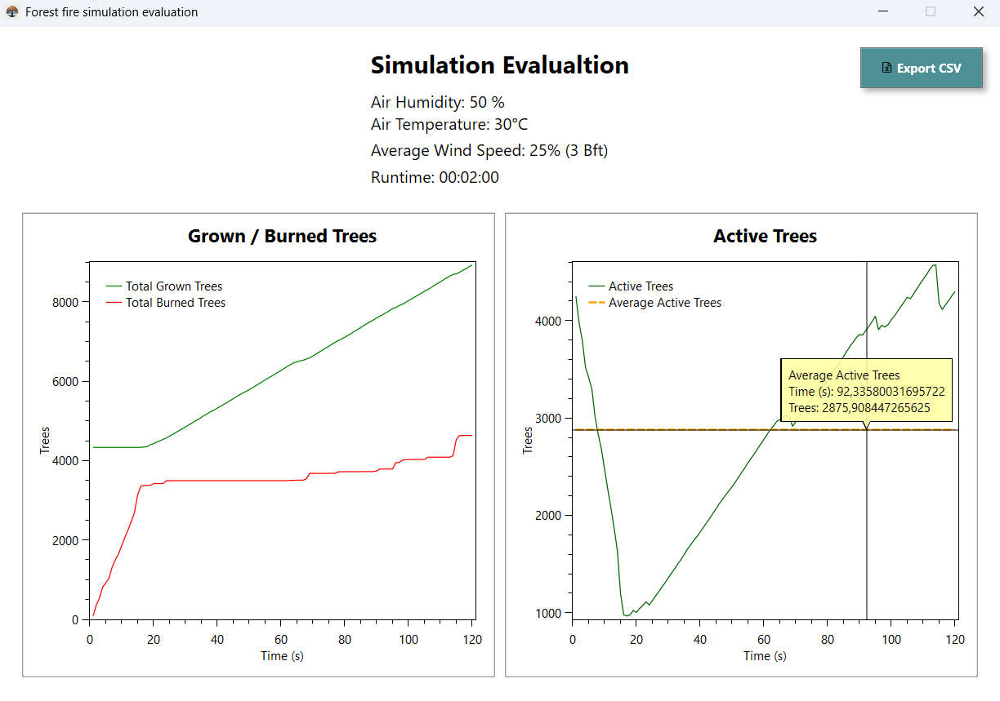 Forest fire simulation evaluation
Simulation Evalualtion
Export CSV
Air Humidity: 50 %
Air Temperature: 30°C
Average Wind Speed: 25% (3 Bft)
Runtime: 00:02:00
Grown / Burned Trees
Total Grown Trees
Total Burned Trees
8000
6000
4000
2000
0
Trees
0 20 40 60 80 100 120
Time (s)
Active Trees
Active Trees
Average Active Trees
4000
3000
2000
1000
Trees
Average Active Trees
Time (s): 92,33580031695722
Trees: 2875,908447265625
0 20 40 60 80 100 120
Time (s)